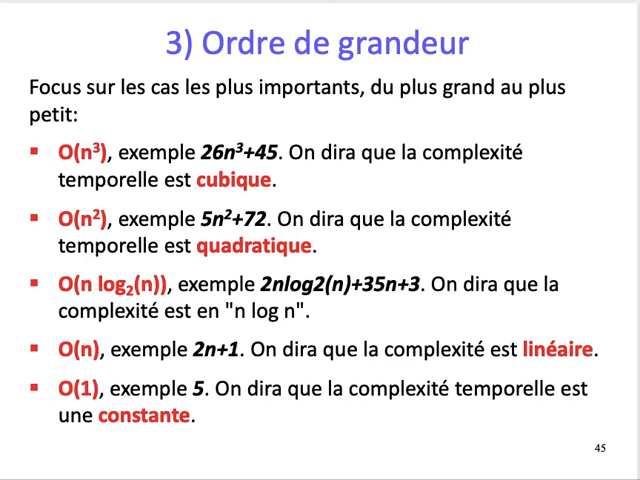 3) Ordre de grandeur
Focus sur les cas les plus importants, du plus grand au plus
petit:
▪ O(n³), exemple 26n³+45. On dira que la complexité
temporelle est cubique.
▪ O(n²), exemple 5n²+72. On dira que la complexité
temporelle est quadratique.
▪ O(n log₂(n)), exemple 2nlog2(n)+35n+3. On dira que la
complexité est en "n log n".
▪ O(n), exemple 2n+1. On dira que la complexité est linéaire.
▪ O(1), exemple 5. On dira que la complexité temporelle est
une constante.
45